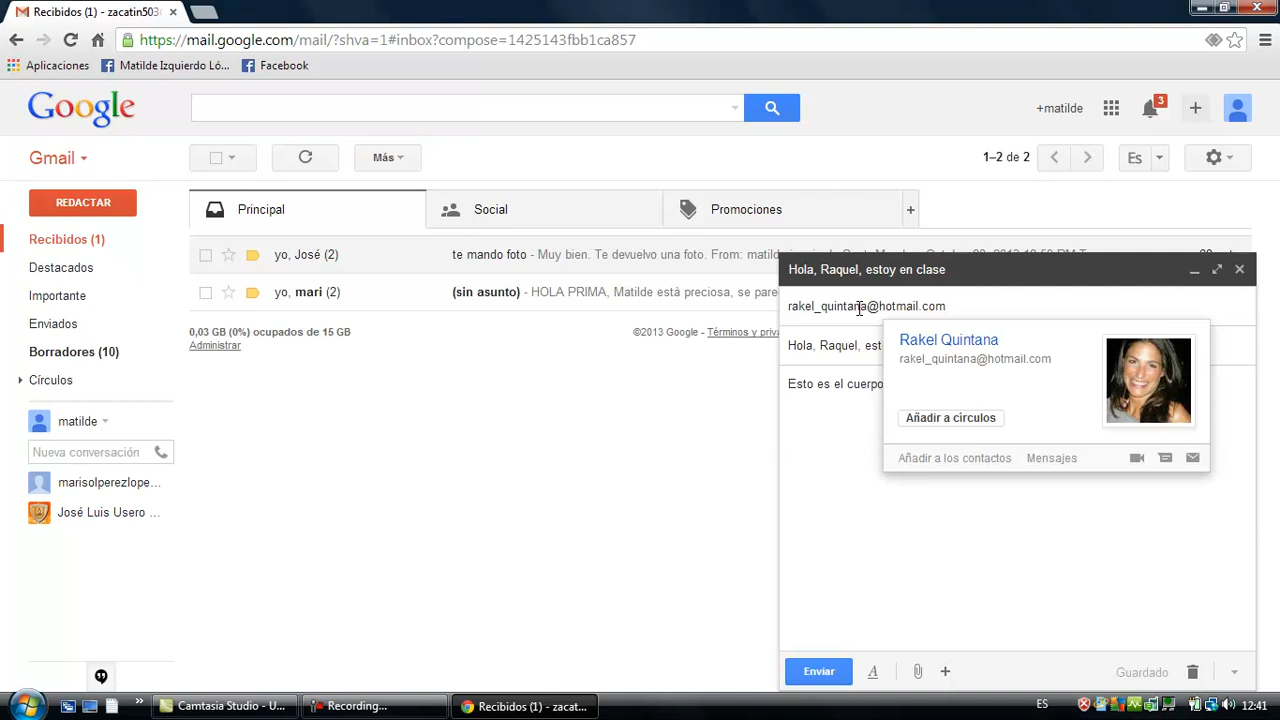 Recibidos (1) - zacatin503
https://mail.google.com/mail/?shva=1#inbox?compose=1425143fbb1ca857
Aplicaciones Matilde Izquierdo Ló... Facebook
Google
+matilde 3
Gmail Más 1–2 de 2 Es
REDACTAR
Principal Social Promociones
Recibidos (1)
Destacados
Importante
Enviados
Borradores (10)
Círculos
matilde
Nueva conversación
marisolperezlope...
José Luis Usero ...
yo, José (2) te mando foto - Muy bien. Te devuelvo una foto. From:
yo, mari (2) (sin asunto) - HOLA PRIMA, Matilde està preciosa, se pare
0,03 GB (0%) ocupados de 15 GB
Administrar
©2013 Google - Términos y priva
Hola, Raquel, estoy en clase
rakel_quintana@hotmail.com
Hola, Raquel, est
Esto es el cuerpo
Rakel Quintana
rakel_quintana@hotmail.com
Añadir a círculos
Añadir a los contactos Mensajes
Enviar A Guardado
Camtasia Studio - U... Recording... Recibidos (1) - zacatin5... ES 12:41